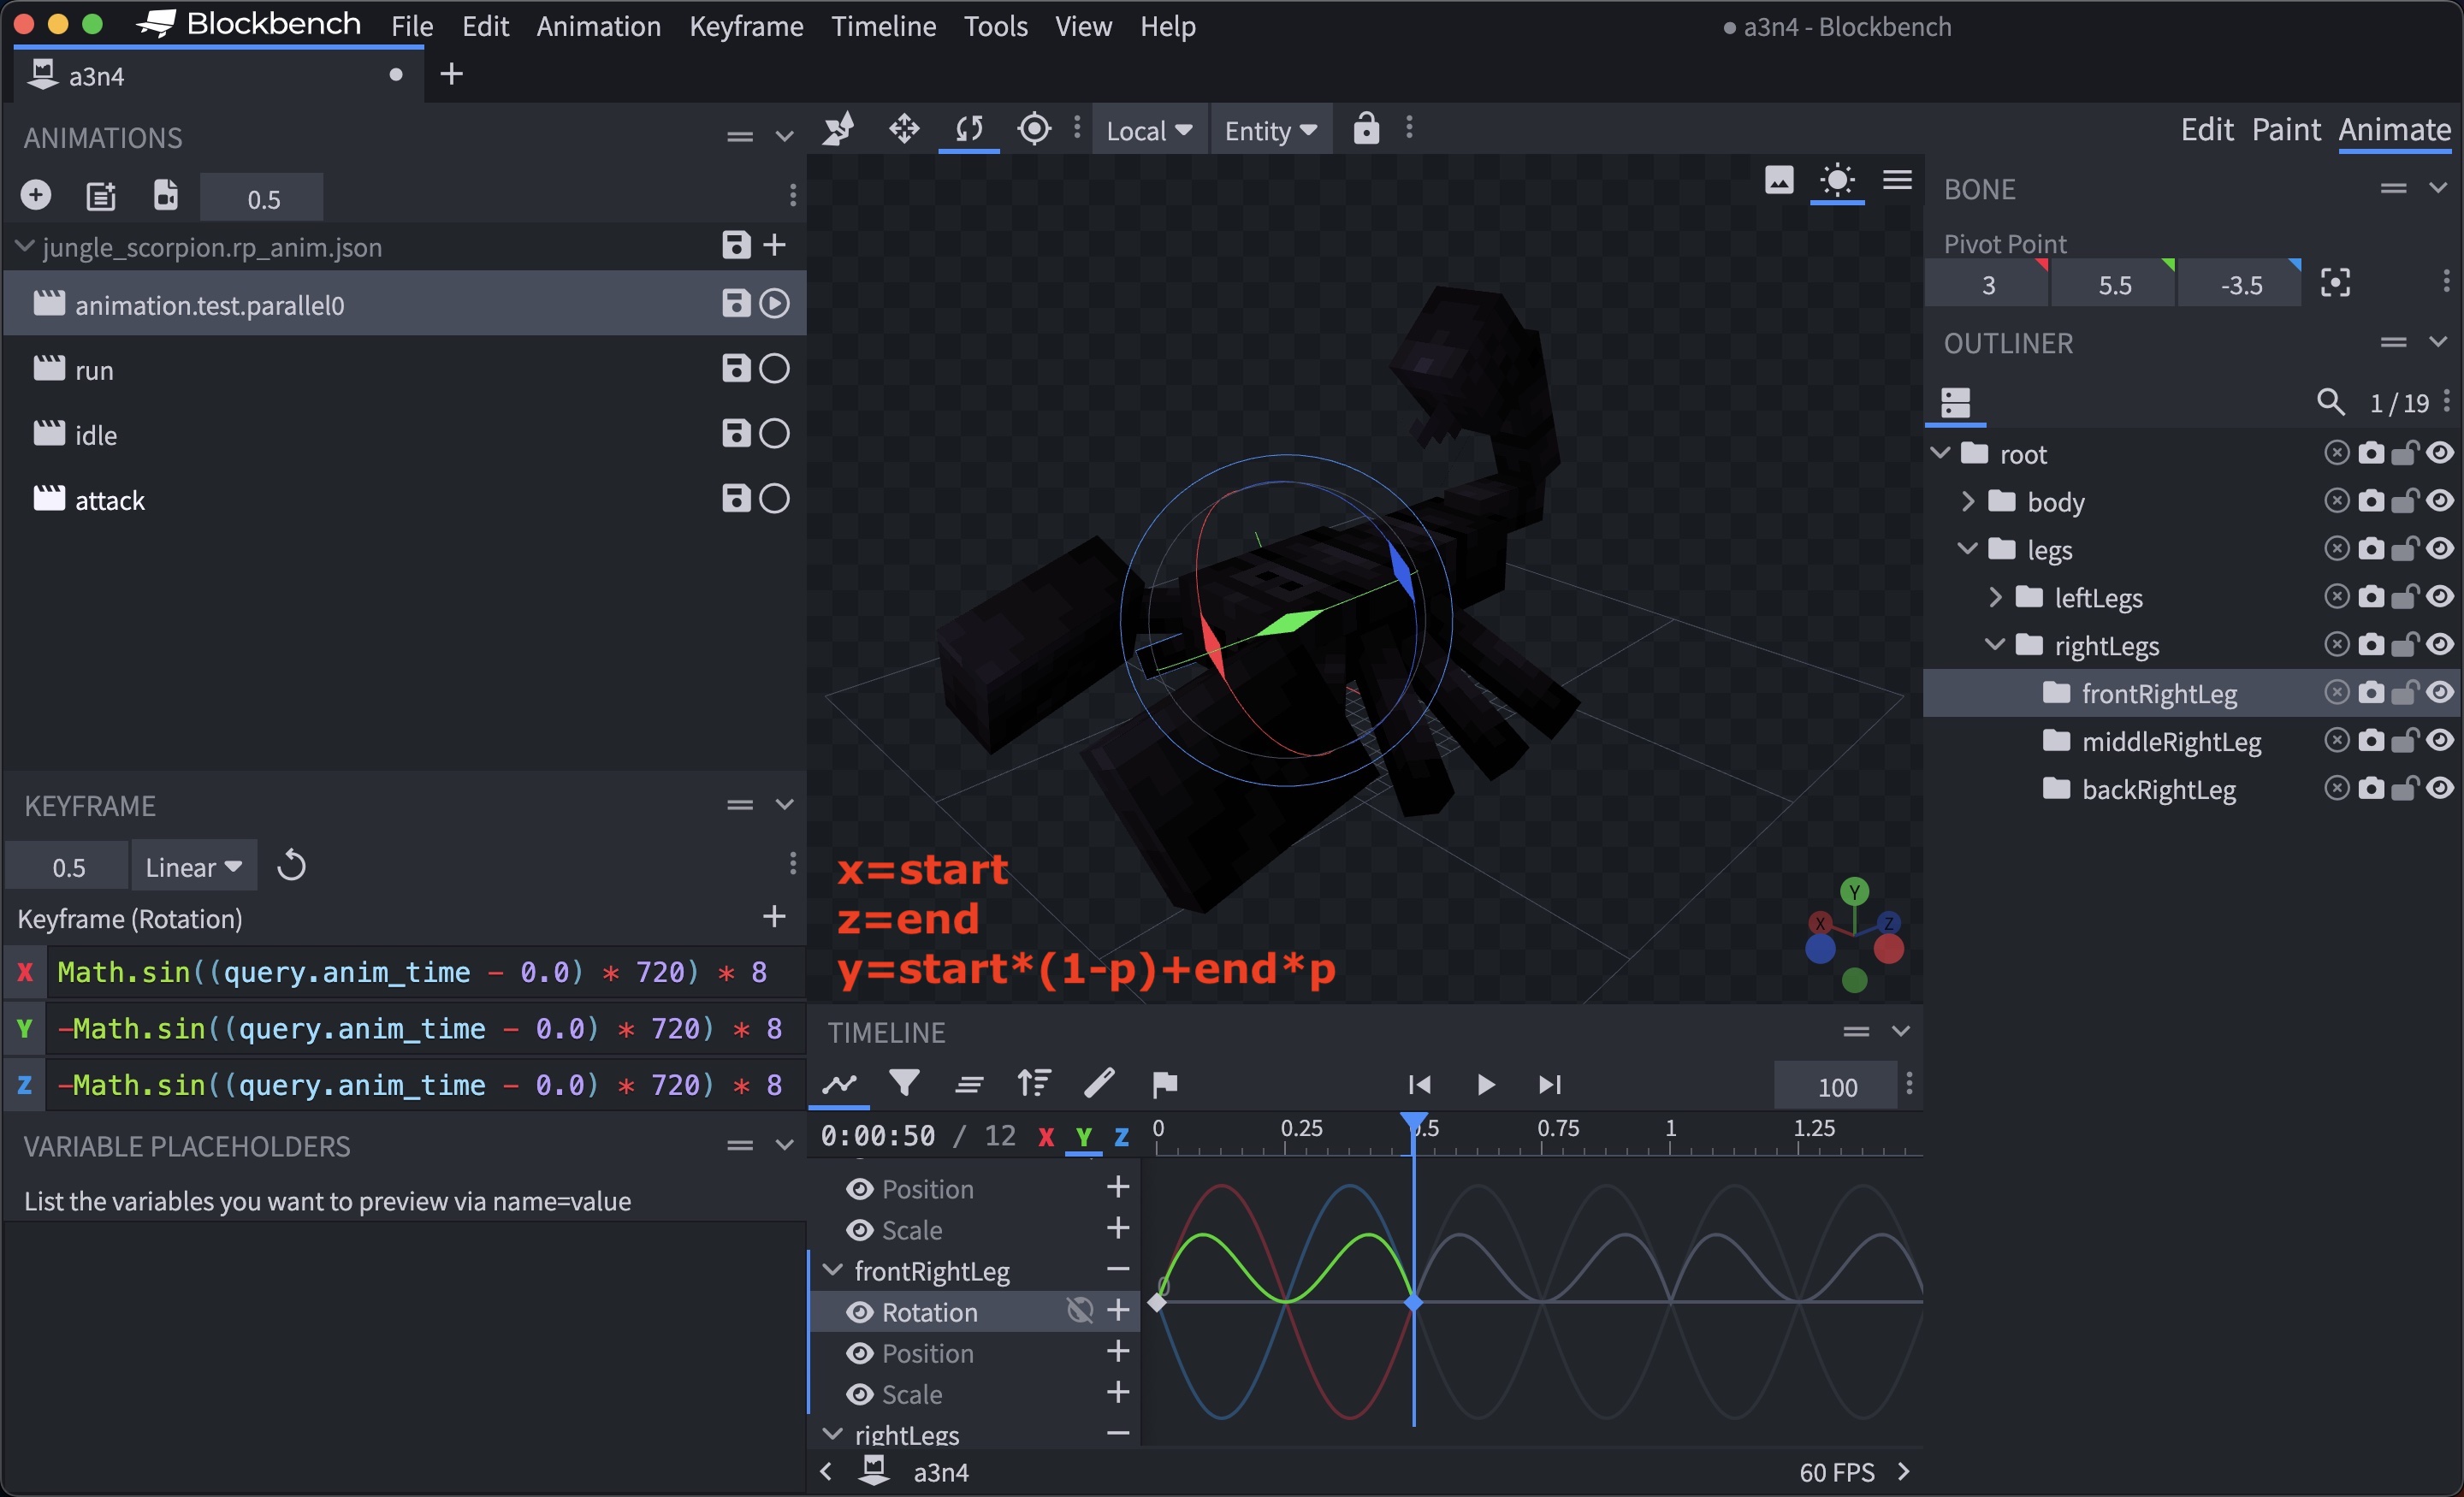 Blockbench File Edit Animation Keyframe Timeline Tools View Help
a3n4 - Blockbench
a3n4
ANIMATIONS
0.5
jungle_scorpion.rp_anim.json
animation.test.parallel0
run
idle
attack
KEYFRAME
0.5 Linear
Keyframe (Rotation)
X Math.sin((query.anim_time - 0.0) * 720) * 8
Y -Math.sin((query.anim_time - 0.0) * 720) * 8
Z -Math.sin((query.anim_time - 0.0) * 720) * 8
VARIABLE PLACEHOLDERS
List the variables you want to preview via name=value
Local Entity
x=start
z=end
y=start*(1-p)+end*p
Y
X Z
TIMELINE
100
0:00:50 / 12 X Y Z 0 0.25 0.5 0.75 1 1.25
Position
Scale
frontRightLeg
Rotation
Position
Scale
rightLegs
0
a3n4
60 FPS
Edit Paint Animate
BONE
Pivot Point
3 5.5 -3.5
OUTLINER
1 / 19
root
body
legs
leftLegs
rightLegs
frontRightLeg
middleRightLeg
backRightLeg